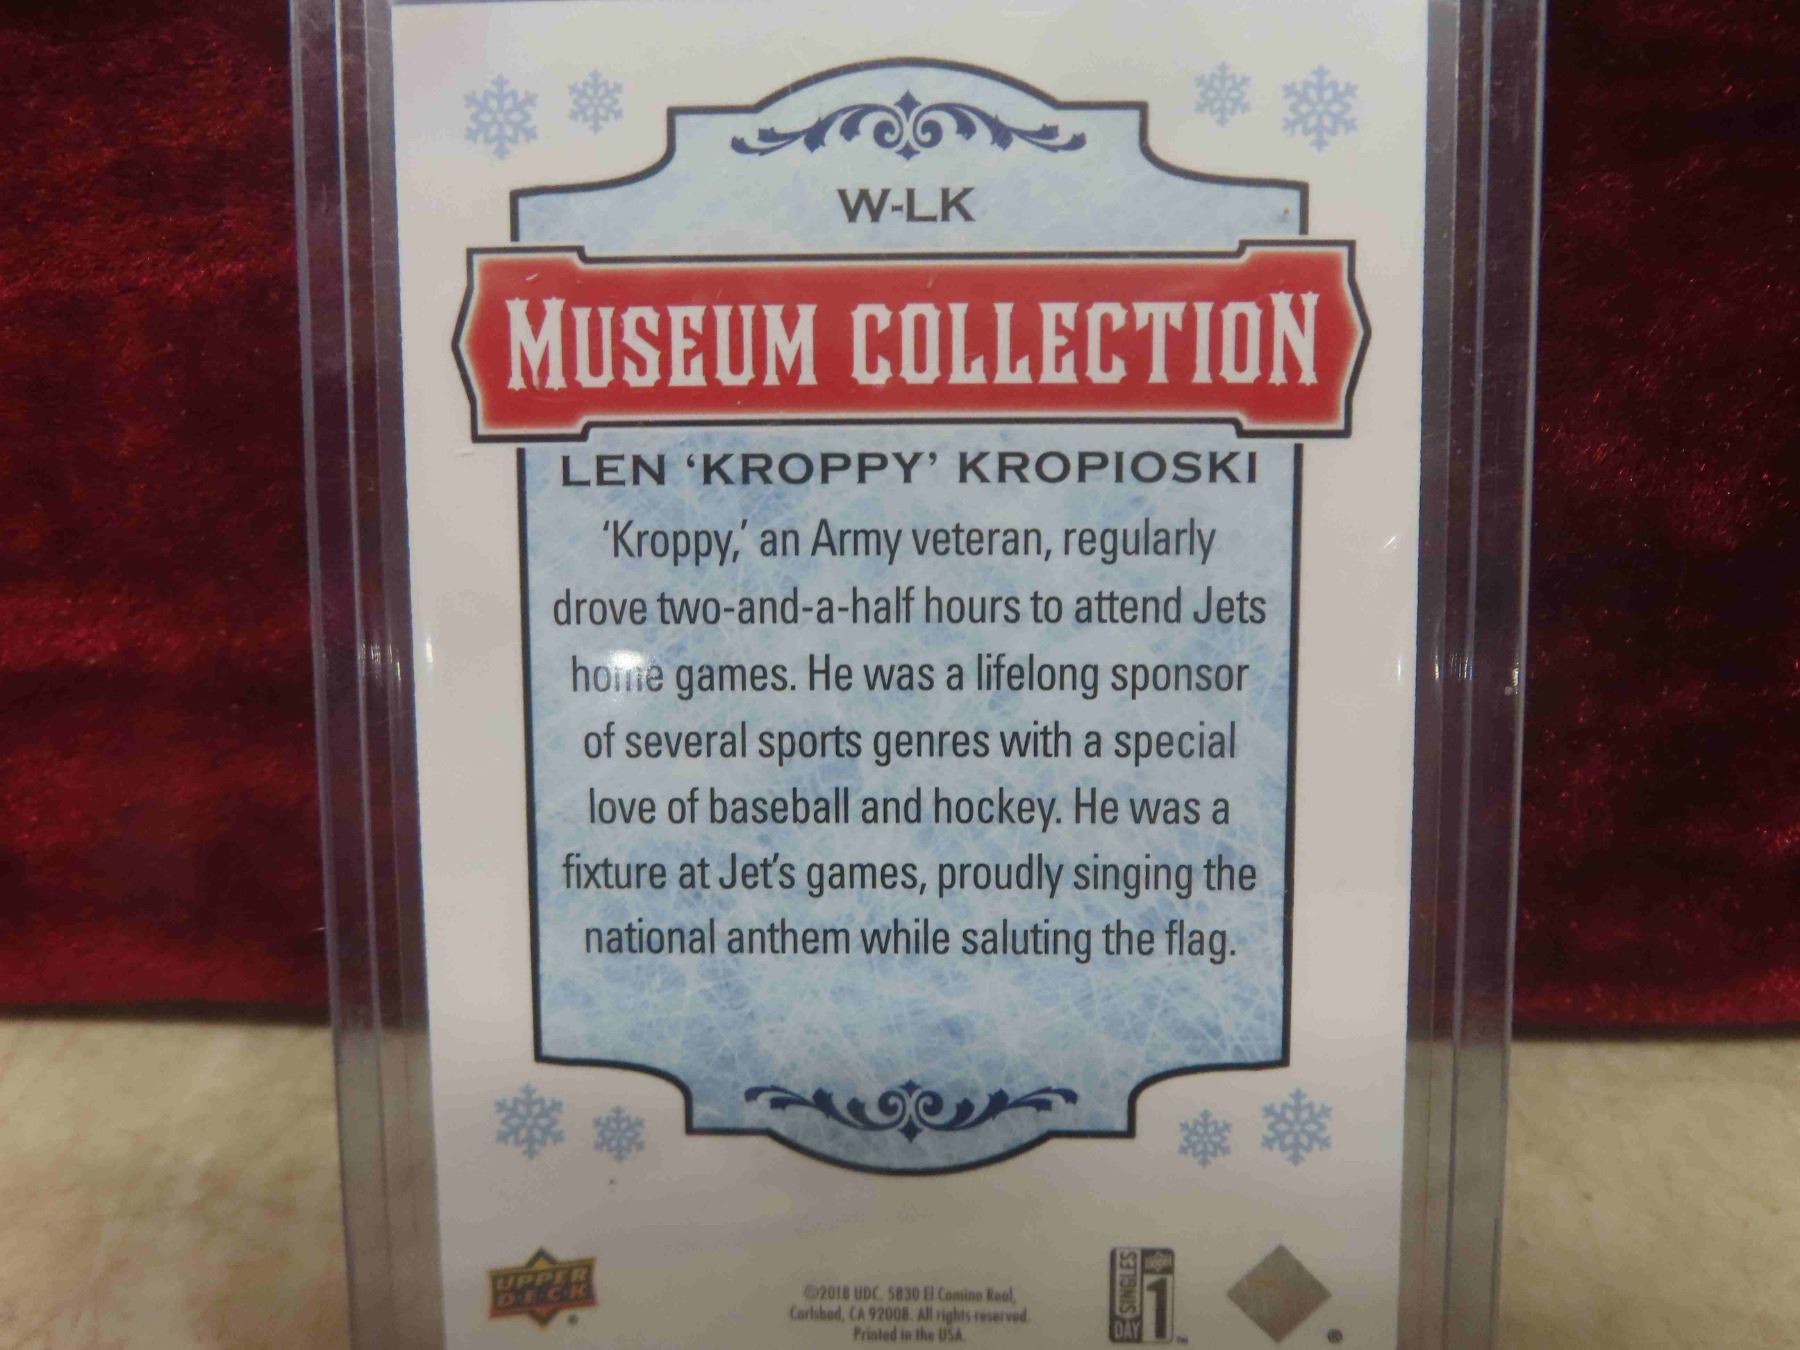 W-LK
MUSEUM COLLECTION
LEN ‘KROPPY’ KROPIOSKI
‘Kroppy,’ an Army veteran, regularly
drove two-and-a-half hours to attend Jets
home games. He was a lifelong sponsor
of several sports genres with a special
love of baseball and hockey. He was a
fixture at Jet’s games, proudly singing the
national anthem while saluting the flag.
UPPER
DECK
®
©2018 UDC. 5830 El Camino Real,
Carlsbad, CA 92008. All rights reserved.
Printed in the USA.
DAY 1 SINGLES
™
®